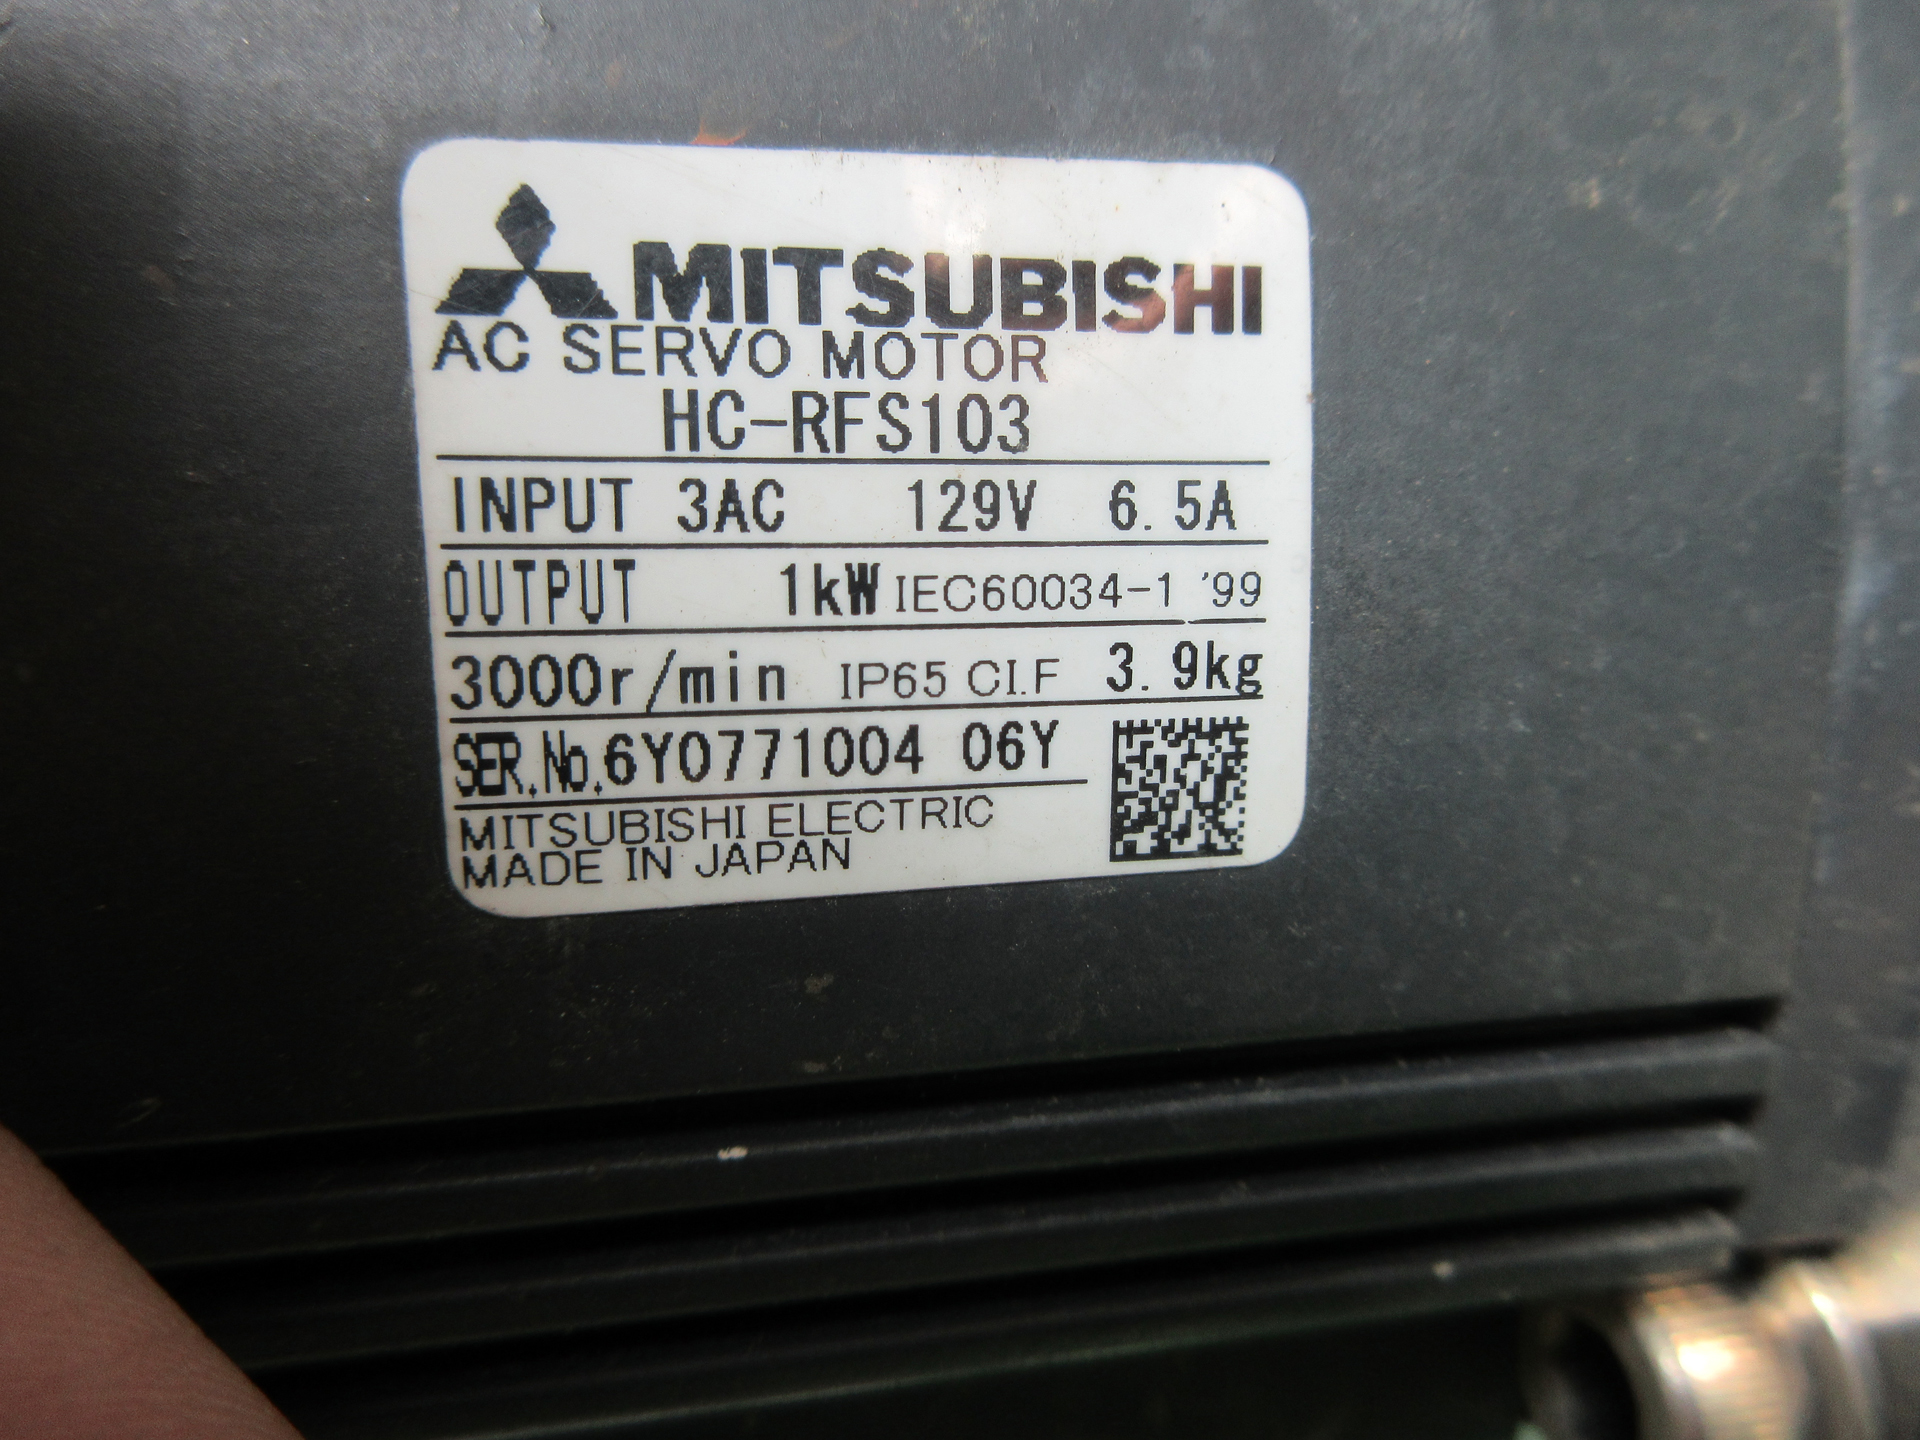 MITSUBISHI
AC SERVO MOTOR
HC-RFS103
INPUT 3AC 129V 6.5A
OUTPUT 1kW IEC60034-1 '99
3000r/min IP65 CI.F 3.9kg
SER.No.6Y0771004 06Y
MITSUBISHI ELECTRIC
MADE IN JAPAN